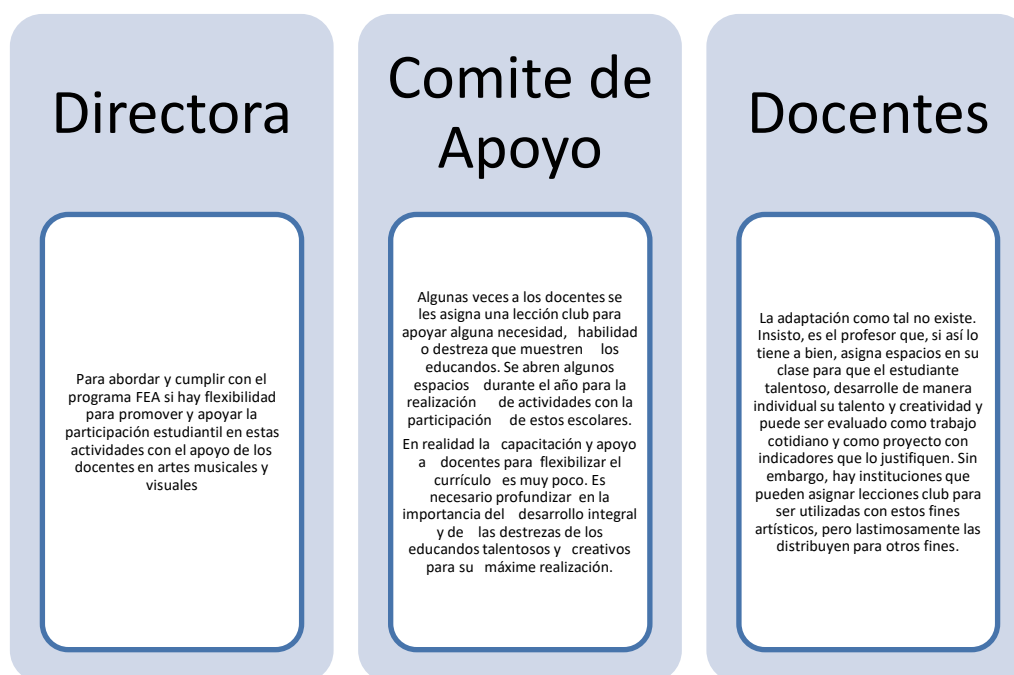 Directora
Para abordar y cumplir con el
programa FEA si hay flexibilidad
para promover y apoyar la
participación estudiantil en estas
actividades con el apoyo de los
docentes en artes musicales y
visuales
Comite de
Apoyo
Algunas veces a los docentes se
les asigna una lección club para
apoyar alguna necesidad, habilidad
o destreza que muestren los
educandos. Se abren algunos
espacios durante el año para la
realización de actividades con la
participación de estos escolares.
En realidad la capacitación y apoyo
a docentes para flexibilizar el
currículo es muy poco. Es
necesario profundizar en la
importancia del desarrollo integral
y de las destrezas de los
educandos talentosos y creativos
para su máxime realización.
Docentes
La adaptación como tal no existe.
Insisto, es el profesor que, si así lo
tiene a bien, asigna espacios en su
clase para que el estudiante
talentoso, desarrolle de manera
individual su talento y creatividad y
puede ser evaluado como trabajo
cotidiano y como proyecto con
indicadores que lo justifiquen. Sin
embargo, hay instituciones que
pueden asignar lecciones club para
ser utilizadas con estos fines
artísticos, pero lastimosamente las
distribuyen para otros fines.